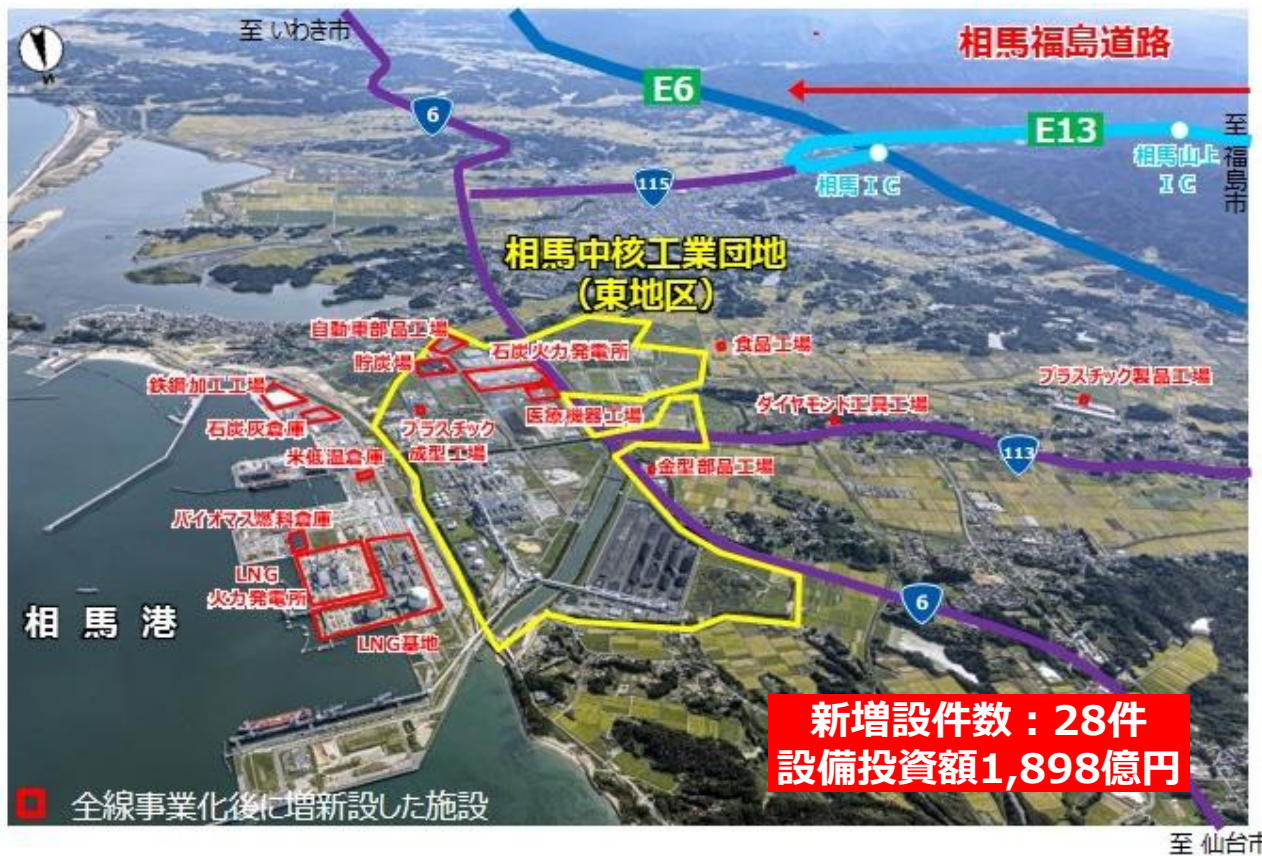 至 いわき市
相馬福島道路
E6
6
E13
至 福島市
相馬山上
ＩＣ
相馬ＩＣ
115
相馬中核工業団地
（東地区）
自動車部品工場
石炭火力発電所
食品工場
貯炭場
鉄鋼加工工場
プラスチック製品工場
医療機器工場
ダイヤモンド工具工場
石炭灰倉庫
プラスチック
成型工場
113
米低温倉庫
金型部品工場
バイオマス燃料倉庫
LNG
火力発電所
6
相 馬 港
LNG基地
新増設件数：28件
設備投資額1,898億円
全線事業化後に増新設した施設
至 仙台市
N